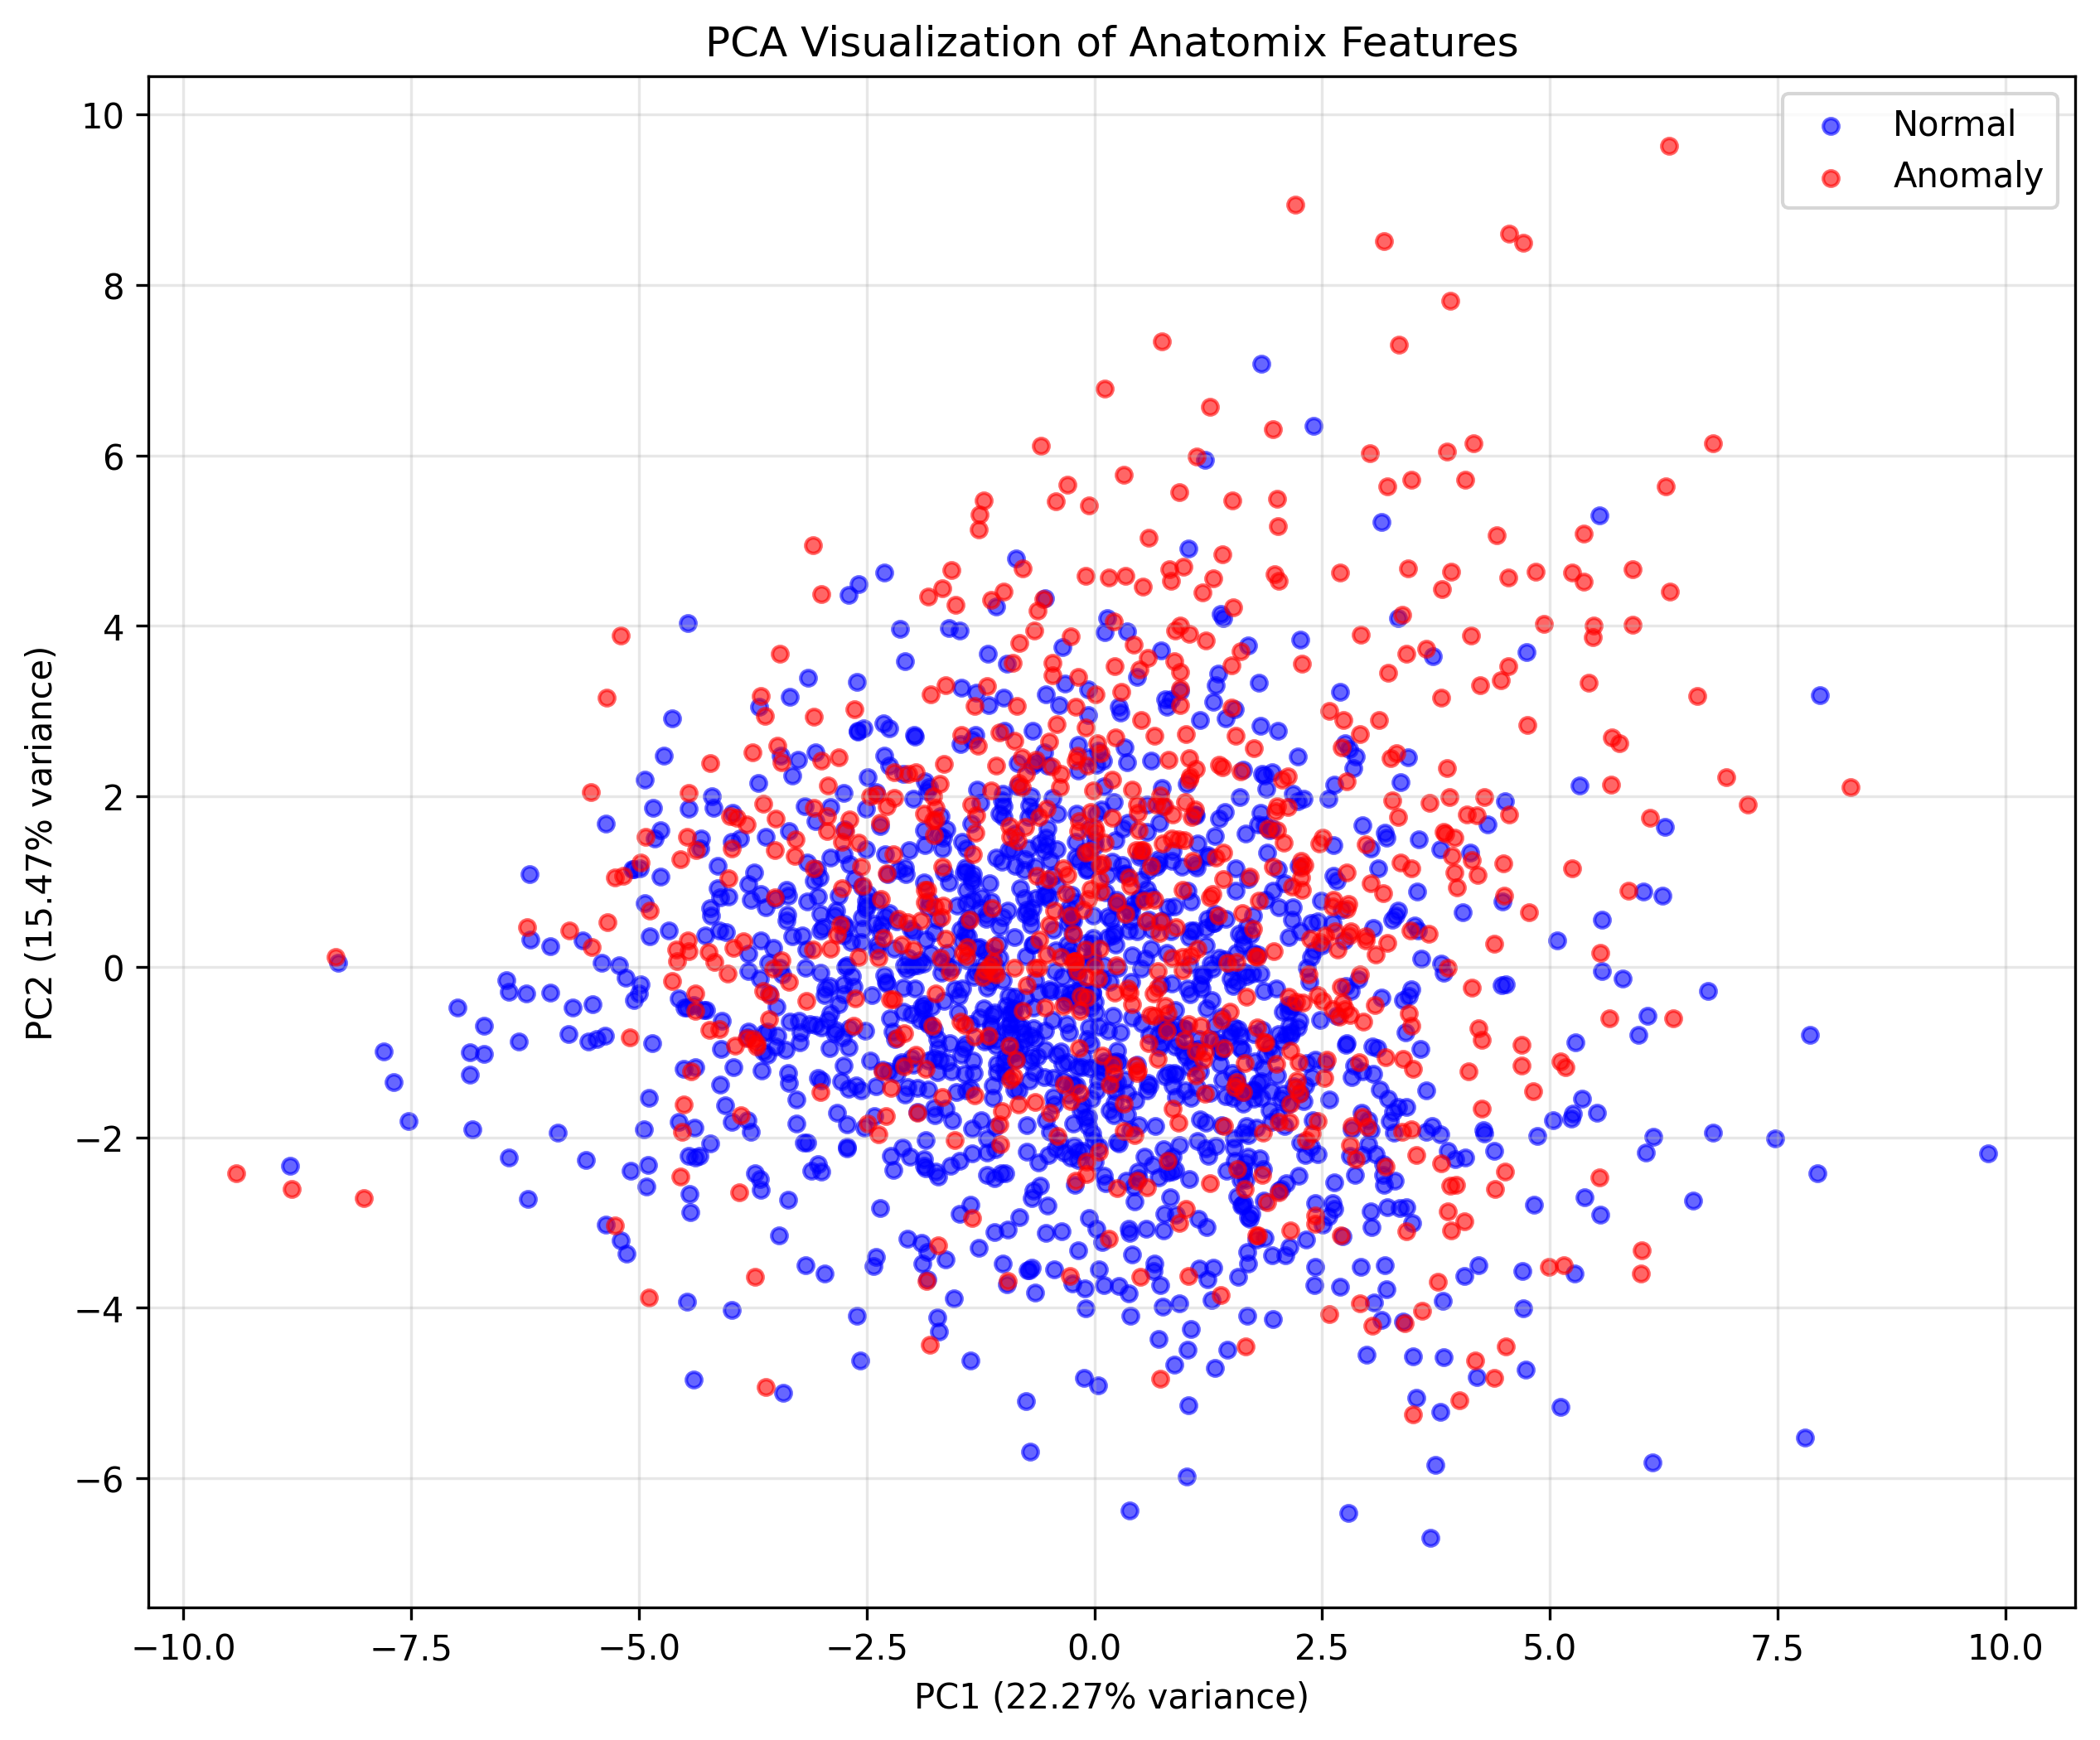 PCA Visualization of Anatomix Features
Normal
Anomaly
10
8
6
4
2
0
−2
−4
−6
PC2 (15.47% variance)
−10.0 −7.5 −5.0 −2.5 0.0 2.5 5.0 7.5 10.0
PC1 (22.27% variance)